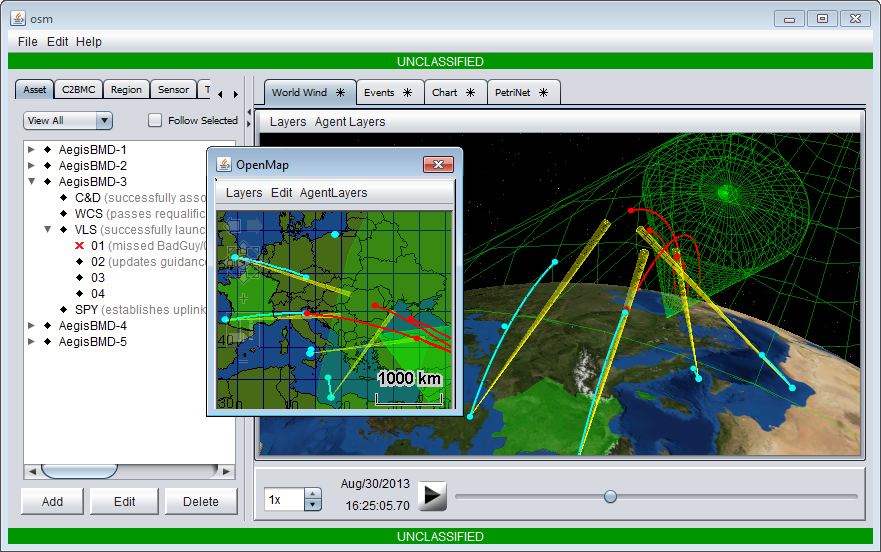 osm
File Edit Help
UNCLASSIFIED
Asset C2BMC Region Sensor T
World Wind Events Chart PetriNet
View All Follow Selected
Layers Agent Layers
AegisBMD-1
AegisBMD-2
AegisBMD-3
C&D (successfully asso
WCS (passes requalific
VLS (successfully launc
01 (missed BadGuy/
02 (updates guidance
03
04
SPY (establishes uplink
AegisBMD-4
AegisBMD-5
OpenMap
Layers Edit AgentLayers
40
1000 km
30
20
Add Edit Delete
1x
Aug/30/2013
16:25:05.70
UNCLASSIFIED